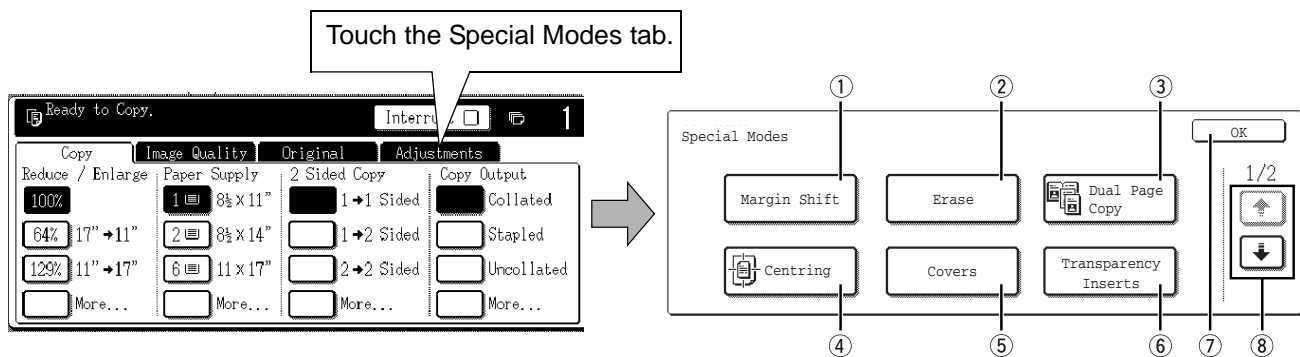 Touch the Special Modes tab.
Ready to Copy.
1
Copy Image Quality Original Adjustments
Reduce / Enlarge Paper Supply 2 Sided Copy Copy Output
100% 1 8½ x 11” 1→1 Sided Collated
64% 17”→11” 2 8½ x 14” 1→2 Sided Stapled
129% 11”→17” 6 11 x 17” 2→2 Sided Uncollated
More... More... More... More...
① ② ③
Special Modes OK
1/2
Margin Shift Erase Dual Page
Copy
Centring Covers Transparency
Inserts
④ ⑤ ⑥ ⑦ ⑧